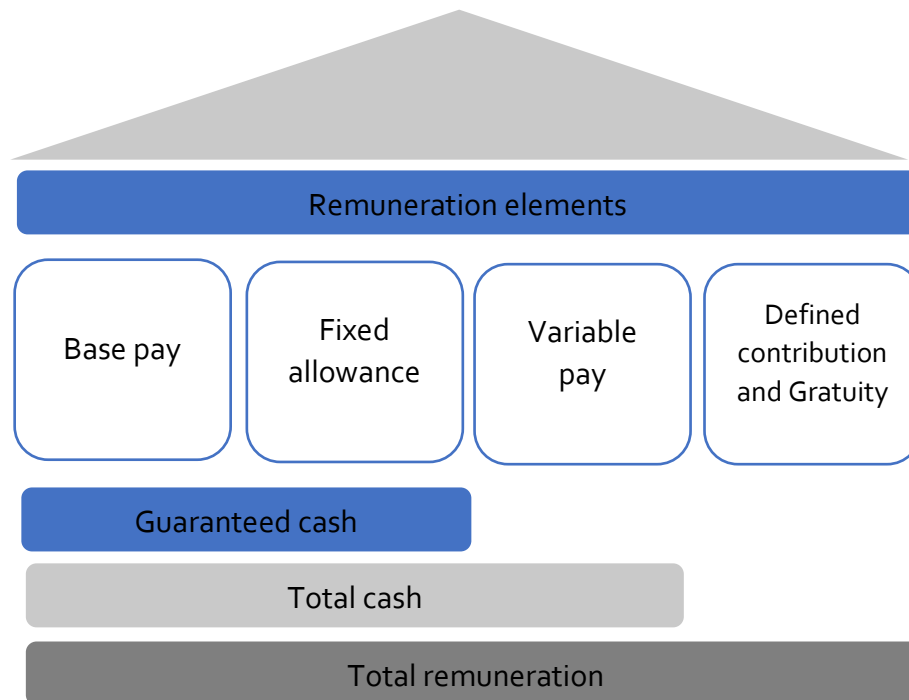 Remuneration elements
Base pay
Fixed
allowance
Variable
pay
Defined
contribution
and Gratuity
Guaranteed cash
Total cash
Total remuneration